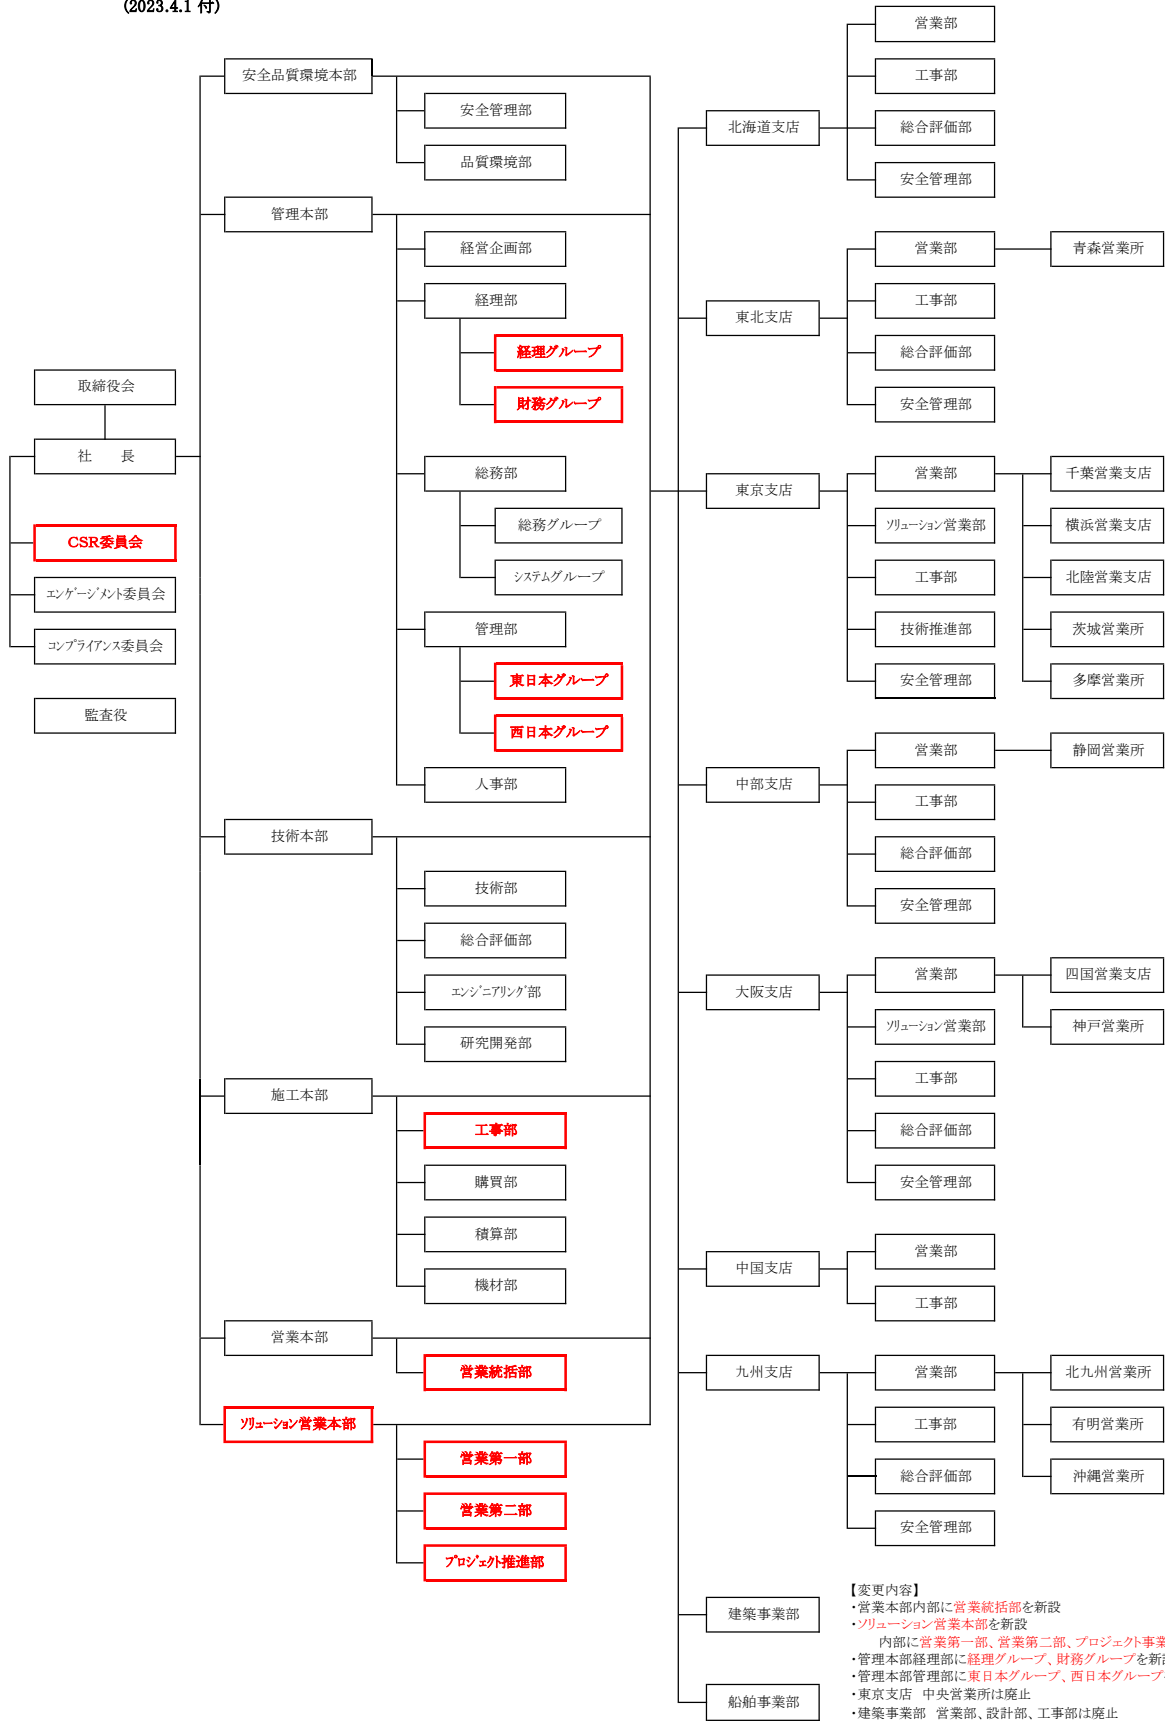 (2023.4.1 付)
取締役会
社　長
CSR委員会
エンゲージメント委員会
コンプライアンス委員会
監査役
安全品質環境本部
安全管理部
品質環境部
管理本部
経営企画部
経理部
経理グループ
財務グループ
総務部
総務グループ
システムグループ
管理部
東日本グループ
西日本グループ
人事部
技術本部
技術部
総合評価部
エンジニアリング部
研究開発部
施工本部
工事部
購買部
積算部
機材部
営業本部
営業統括部
ソリューション営業本部
営業第一部
営業第二部
プロジェクト推進部
北海道支店
営業部
工事部
総合評価部
安全管理部
東北支店
営業部
青森営業所
工事部
総合評価部
安全管理部
東京支店
営業部
千葉営業支店
横浜営業支店
北陸営業支店
茨城営業所
多摩営業所
ソリューション営業部
工事部
技術推進部
安全管理部
中部支店
営業部
静岡営業所
工事部
総合評価部
安全管理部
大阪支店
営業部
四国営業支店
神戸営業所
ソリューション営業部
工事部
総合評価部
安全管理部
中国支店
営業部
工事部
九州支店
営業部
北九州営業所
有明営業所
沖縄営業所
工事部
総合評価部
安全管理部
建築事業部
船舶事業部
【変更内容】
・営業本部内部に営業統括部を新設
・ソリューション営業本部を新設
内部に営業第一部、営業第二部、プロジェクト事業
・管理本部経理部に経理グループ、財務グループを新設
・管理本部管理部に東日本グループ、西日本グループ
・東京支店　中央営業所は廃止
・建築事業部　営業部、設計部、工事部は廃止